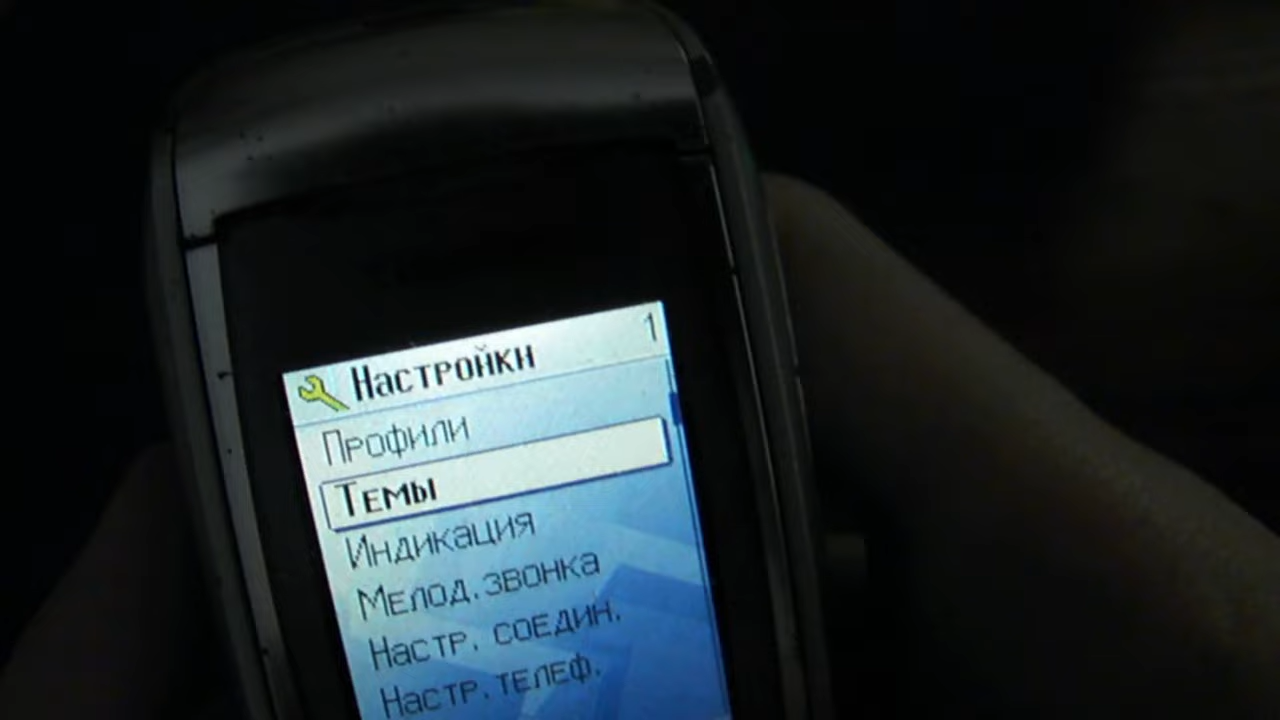 Настройки 1
Профили
Темы
Индикация
Мелод.звонка
Настр. соедин.
Настр.телеф.